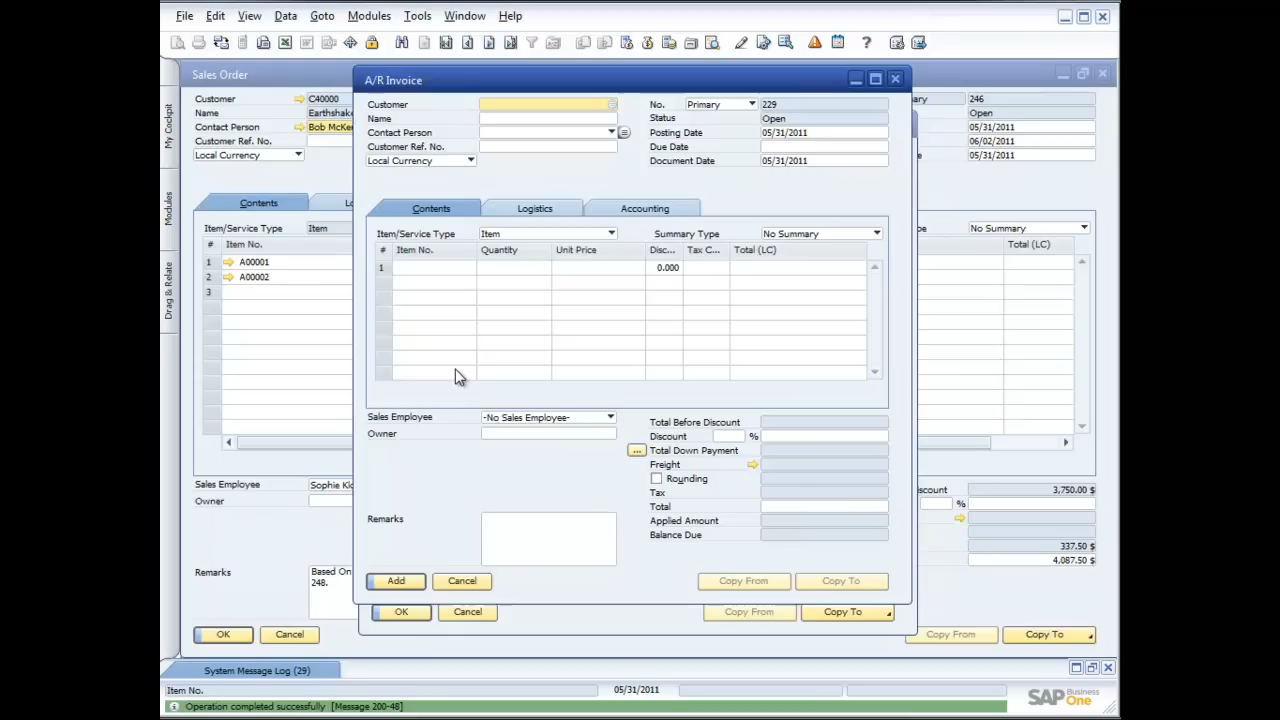 File Edit View Data Goto Modules Tools Window Help
Sales Order
A/R Invoice
My Cockpit
Modules
Drag & Relate
Customer C40000
Name Earthshake
Contact Person Bob McKe
Customer Ref. No.
Local Currency
Contents
Item/Service Type Item
# Item No.
1 A00001
2 A00002
3
Sales Employee Sophie Klo
Owner
Remarks Based On
248.
OK Cancel
Customer
Name
Contact Person
Customer Ref. No.
Local Currency
No. Primary 229
Status Open
Posting Date 05/31/2011
Due Date
Document Date 05/31/2011
Contents Logistics Accounting
Item/Service Type Item Summary Type No Summary
# Item No. Quantity Unit Price Disc... Tax C... Total (LC)
1 0.000
Sales Employee -No Sales Employee-
Owner
Remarks
Total Before Discount
Discount %
... Total Down Payment
Freight
Rounding
Tax
Total
Applied Amount
Balance Due
Add Cancel Copy From Copy To
OK Cancel Copy From Copy To
246
Open
05/31/2011
06/02/2011
05/31/2011
No Summary
Total (LC)
3,750.00 $
%
337.50 $
4,087.50 $
Copy From Copy To
System Message Log (29)
Item No. 05/31/2011
Operation completed successfully [Message 200-48]
SAP Business One